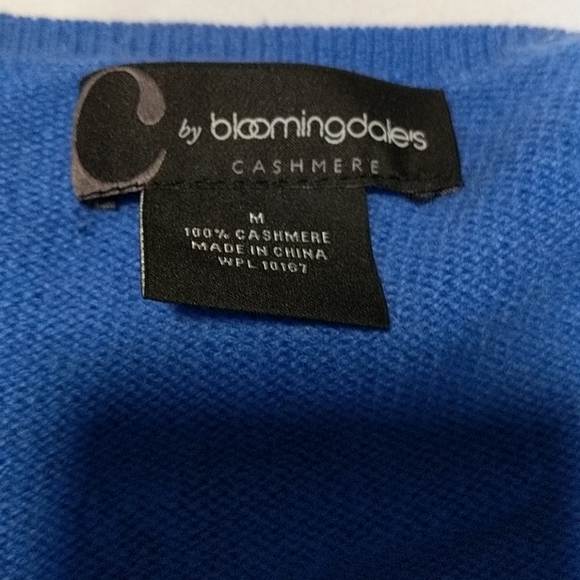 C by bloomingdale's
CASHMERE
M
100% CASHMERE
MADE IN CHINA
WPL 10167